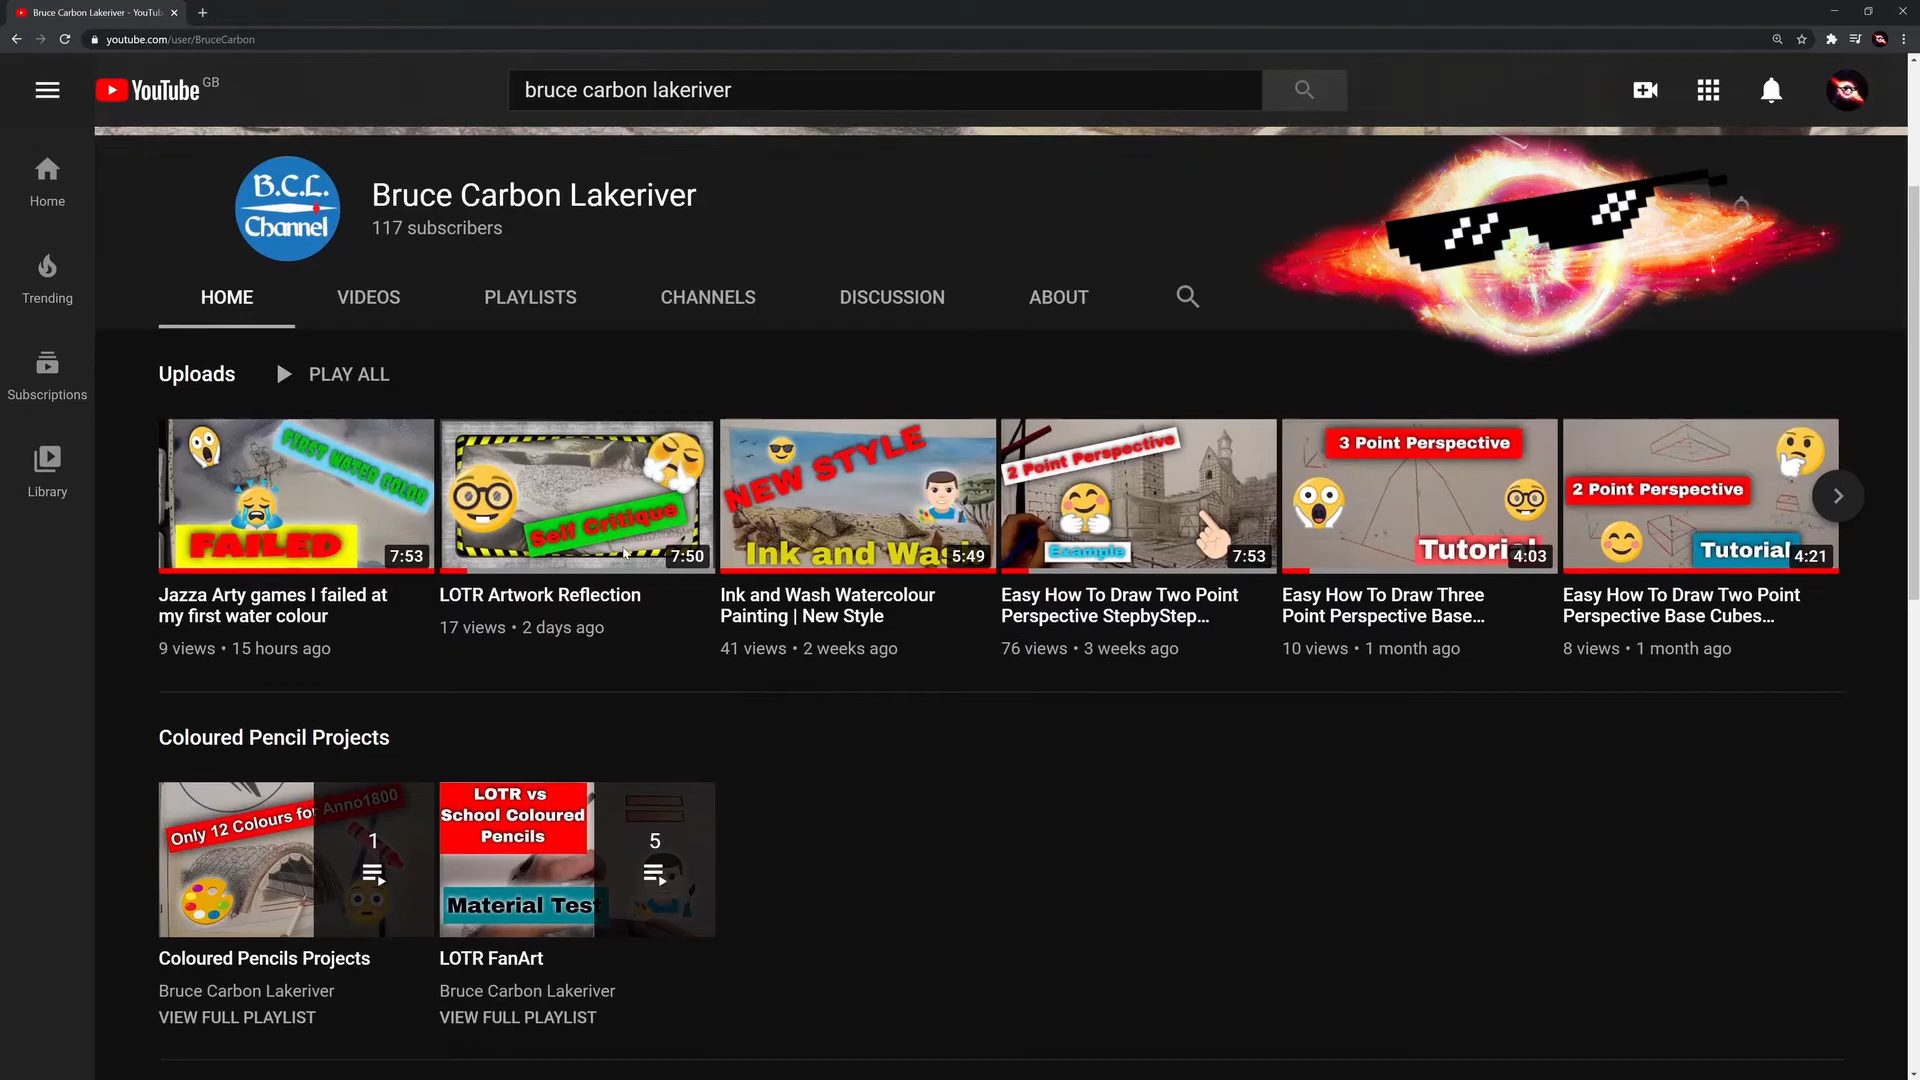 Bruce Carbon Lakeriver - YouTub
youtube.com/user/BruceCarbon
YouTube GB
bruce carbon lakeriver
Home
Trending
Subscriptions
Library
B.C.L.
Channel
Bruce Carbon Lakeriver
117 subscribers
HOME VIDEOS PLAYLISTS CHANNELS DISCUSSION ABOUT
Uploads PLAY ALL
FIRST WATER COLOR
FAILED
7:53
Self Critique
7:50
NEW STYLE
Ink and Was
5:49
2 Point Perspective
Example
7:53
3 Point Perspective
Tutorial
4:03
2 Point Perspective
Tutorial
4:21
Jazza Arty games I failed at
my first water colour
9 views • 15 hours ago
LOTR Artwork Reflection
17 views • 2 days ago
Ink and Wash Watercolour
Painting | New Style
41 views • 2 weeks ago
Easy How To Draw Two Point
Perspective StepbyStep...
76 views • 3 weeks ago
Easy How To Draw Three
Point Perspective Base...
10 views • 1 month ago
Easy How To Draw Two Point
Perspective Base Cubes...
8 views • 1 month ago
Coloured Pencil Projects
Only 12 Colours for Anno1800
1
LOTR vs
School Coloured
Pencils
Material Test
5
Coloured Pencils Projects
Bruce Carbon Lakeriver
VIEW FULL PLAYLIST
LOTR FanArt
Bruce Carbon Lakeriver
VIEW FULL PLAYLIST